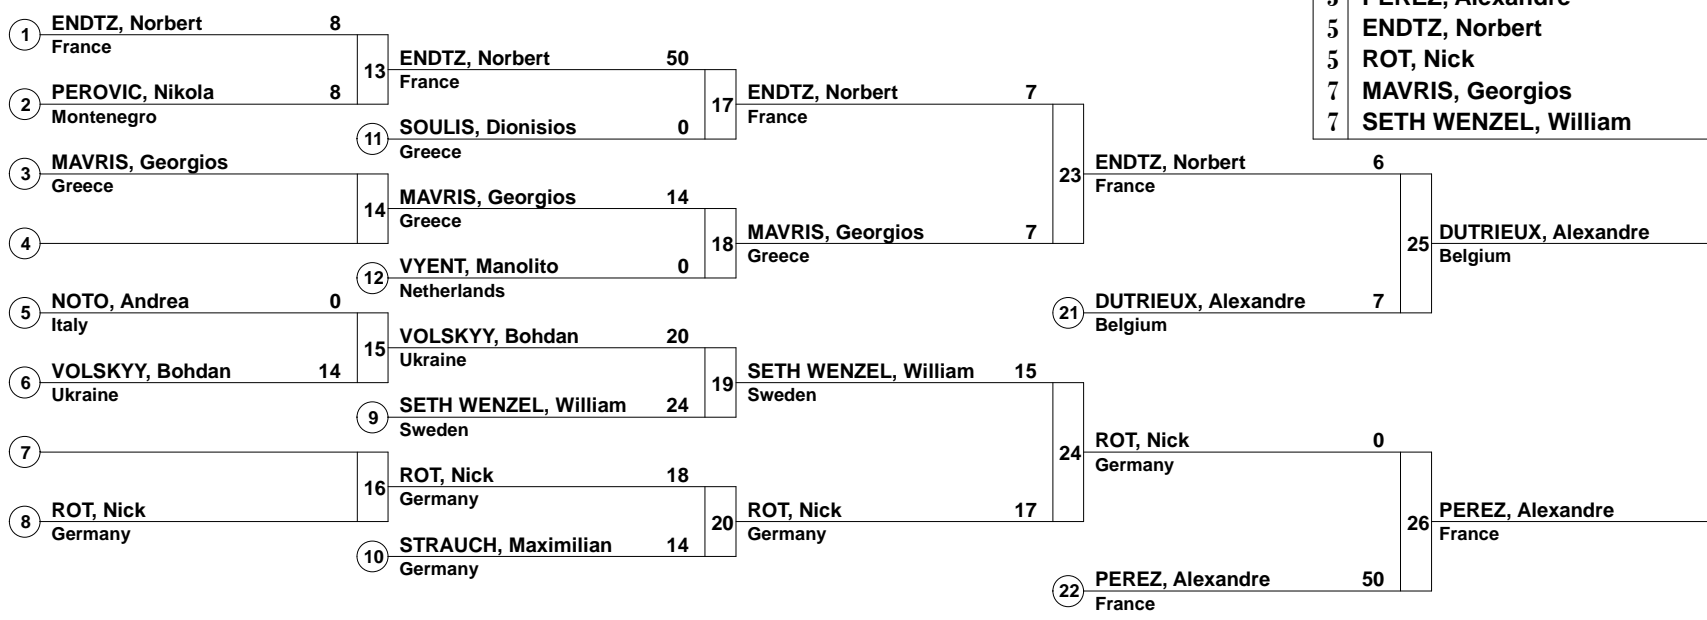 3 PEREZ, Alexandre
5 ENDTZ, Norbert
5 ROT, Nick
7 MAVRIS, Georgios
7 SETH WENZEL, William
1 ENDTZ, Norbert 8
France
2 PEROVIC, Nikola 8
Montenegro
3 MAVRIS, Georgios
Greece
4
5 NOTO, Andrea 0
Italy
6 VOLSKYY, Bohdan 14
Ukraine
7
8 ROT, Nick
Germany
13 ENDTZ, Norbert 50
France
11 SOULIS, Dionisios 0
Greece
14 MAVRIS, Georgios 14
Greece
12 VYENT, Manolito 0
Netherlands
15 VOLSKYY, Bohdan 20
Ukraine
9 SETH WENZEL, William 24
Sweden
16 ROT, Nick 18
Germany
10 STRAUCH, Maximilian 14
Germany
17 ENDTZ, Norbert 7
France
18 MAVRIS, Georgios 7
Greece
19 SETH WENZEL, William 15
Sweden
20 ROT, Nick 17
Germany
23 ENDTZ, Norbert 6
France
21 DUTRIEUX, Alexandre 7
Belgium
24 ROT, Nick 0
Germany
22 PEREZ, Alexandre 50
France
25 DUTRIEUX, Alexandre
Belgium
26 PEREZ, Alexandre
France